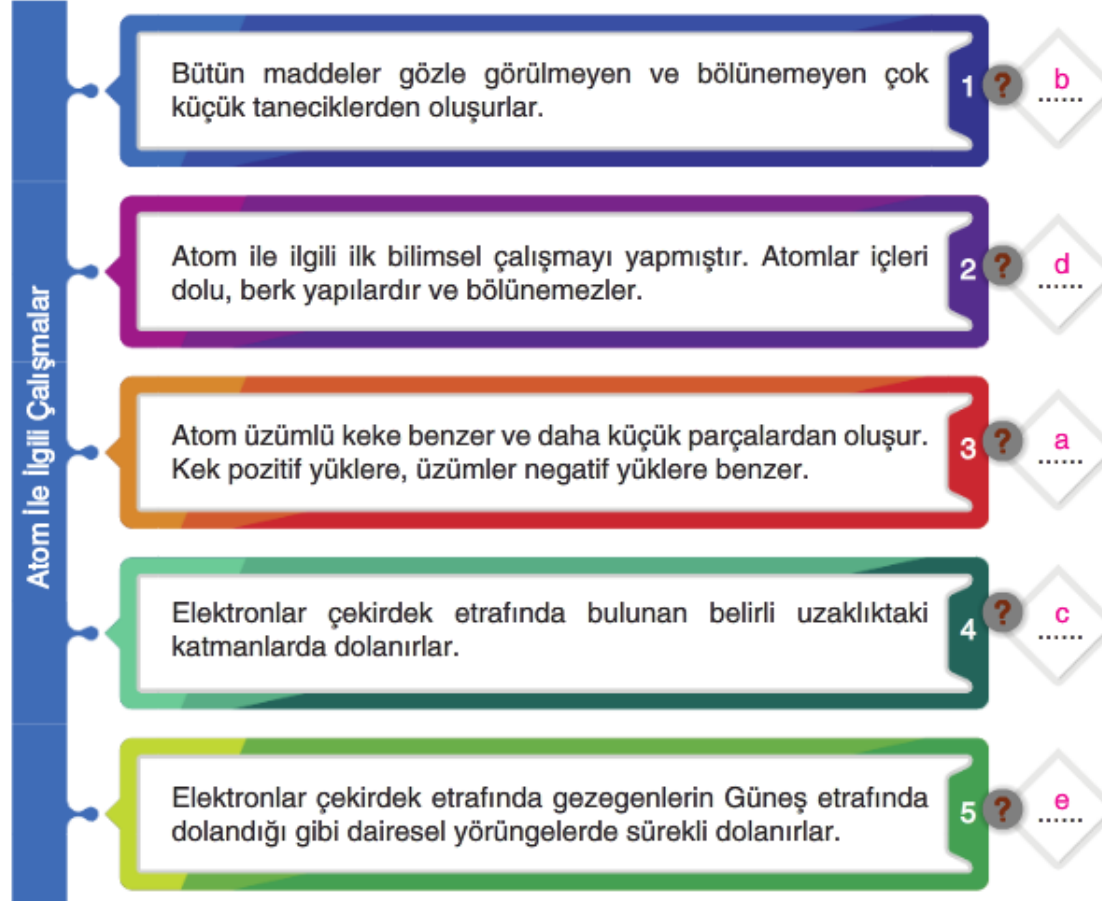 Atom İle İlgili Çalışmalar
Bütün maddeler gözle görülmeyen ve bölünemeyen çok
küçük taneciklerden oluşurlar.
1 ? b
......
Atom ile ilgili ilk bilimsel çalışmayı yapmıştır. Atomlar içleri
dolu, berk yapılardır ve bölünemezler.
2 ? d
......
Atom üzümlü keke benzer ve daha küçük parçalardan oluşur.
Kek pozitif yüklere, üzümler negatif yüklere benzer.
3 ? a
......
Elektronlar çekirdek etrafında bulunan belirli uzaklıktaki
katmanlarda dolanırlar.
4 ? c
......
Elektronlar çekirdek etrafında gezegenlerin Güneş etrafında
dolandığı gibi dairesel yörüngelerde sürekli dolanırlar.
5 ? e
......